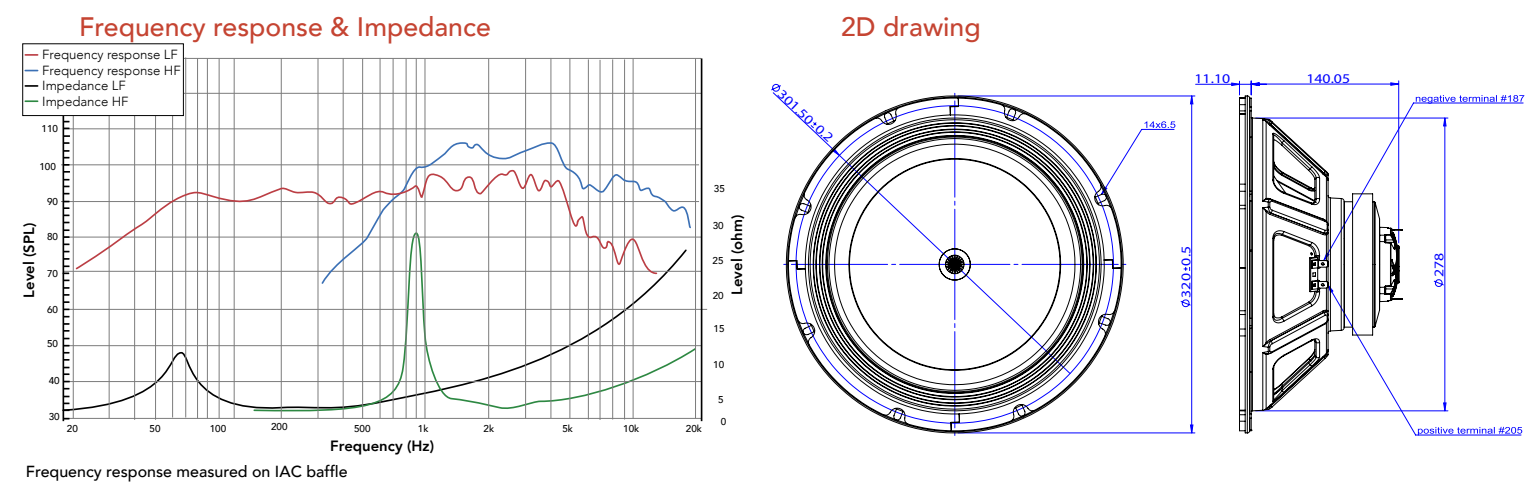 Frequency response & Impedance
Frequency response LF
Frequency response HF
Impedance LF
Impedance HF
110
100
90
80
70
60
50
40
30
Level (SPL)
35
30
25
20
15
10
5
0
Level (ohm)
20 50 100 200 500 1k 2k 5k 10k 20k
Frequency (Hz)
Frequency response measured on IAC baffle
2D drawing
Ø301,50±0.2
14x6.5
Ø320±0.5
11.10
140.05
negative terminal #187
Ø278
positive terminal #205